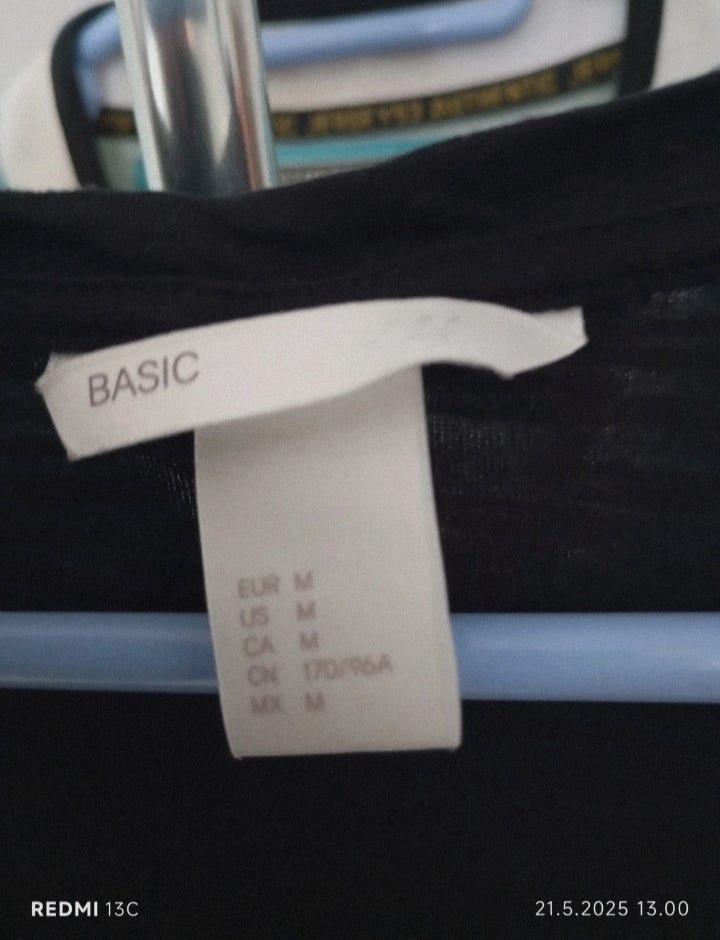 BASIC
EUR M
US M
CA M
CN 170/96A
MX M
REDMI 13C
21.5.2025 13.00